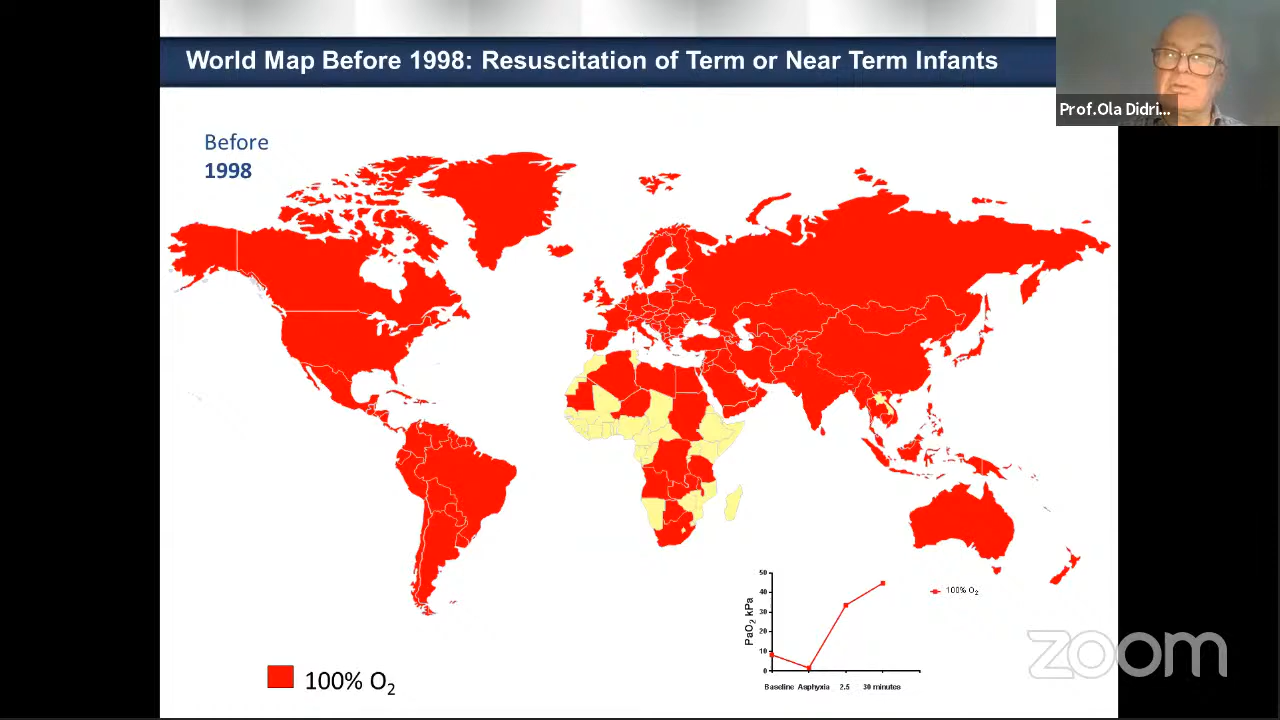 World Map Before 1998: Resuscitation of Term or Near Term Infants
Prof.Ola Didri...
Before
1998
50
40
30
20
10
0
PaO2 kPa
100% O2
Baseline Asphyxia 2.5 30 minutes
100% O2
zoom